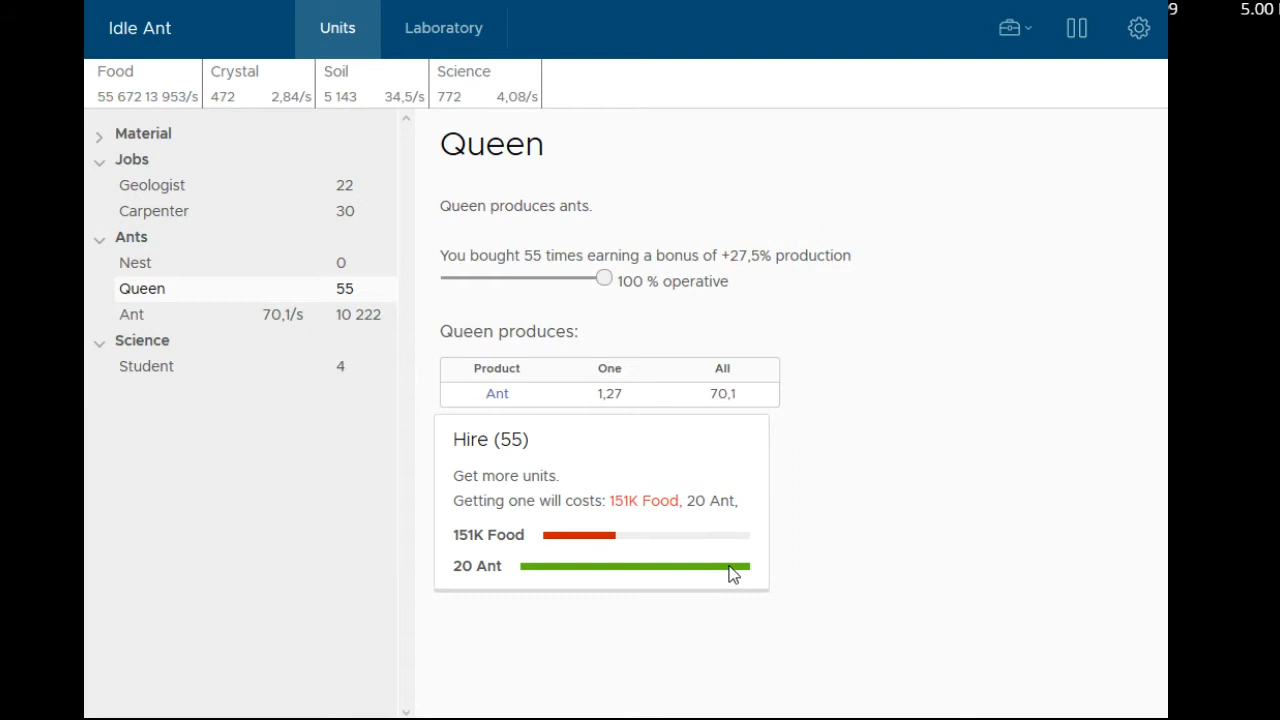 Idle Ant Units Laboratory
9 5.00
Food Crystal Soil Science
55 672 13 953/s 472 2,84/s 5 143 34,5/s 772 4,08/s
Material
Jobs
Geologist 22
Carpenter 30
Ants
Nest 0
Queen 55
Ant 70,1/s 10 222
Science
Student 4
Queen
Queen produces ants.
You bought 55 times earning a bonus of +27,5% production
100 % operative
Queen produces:
Product One All
Ant 1,27 70,1
Hire (55)
Get more units.
Getting one will costs: 151K Food, 20 Ant,
151K Food
20 Ant